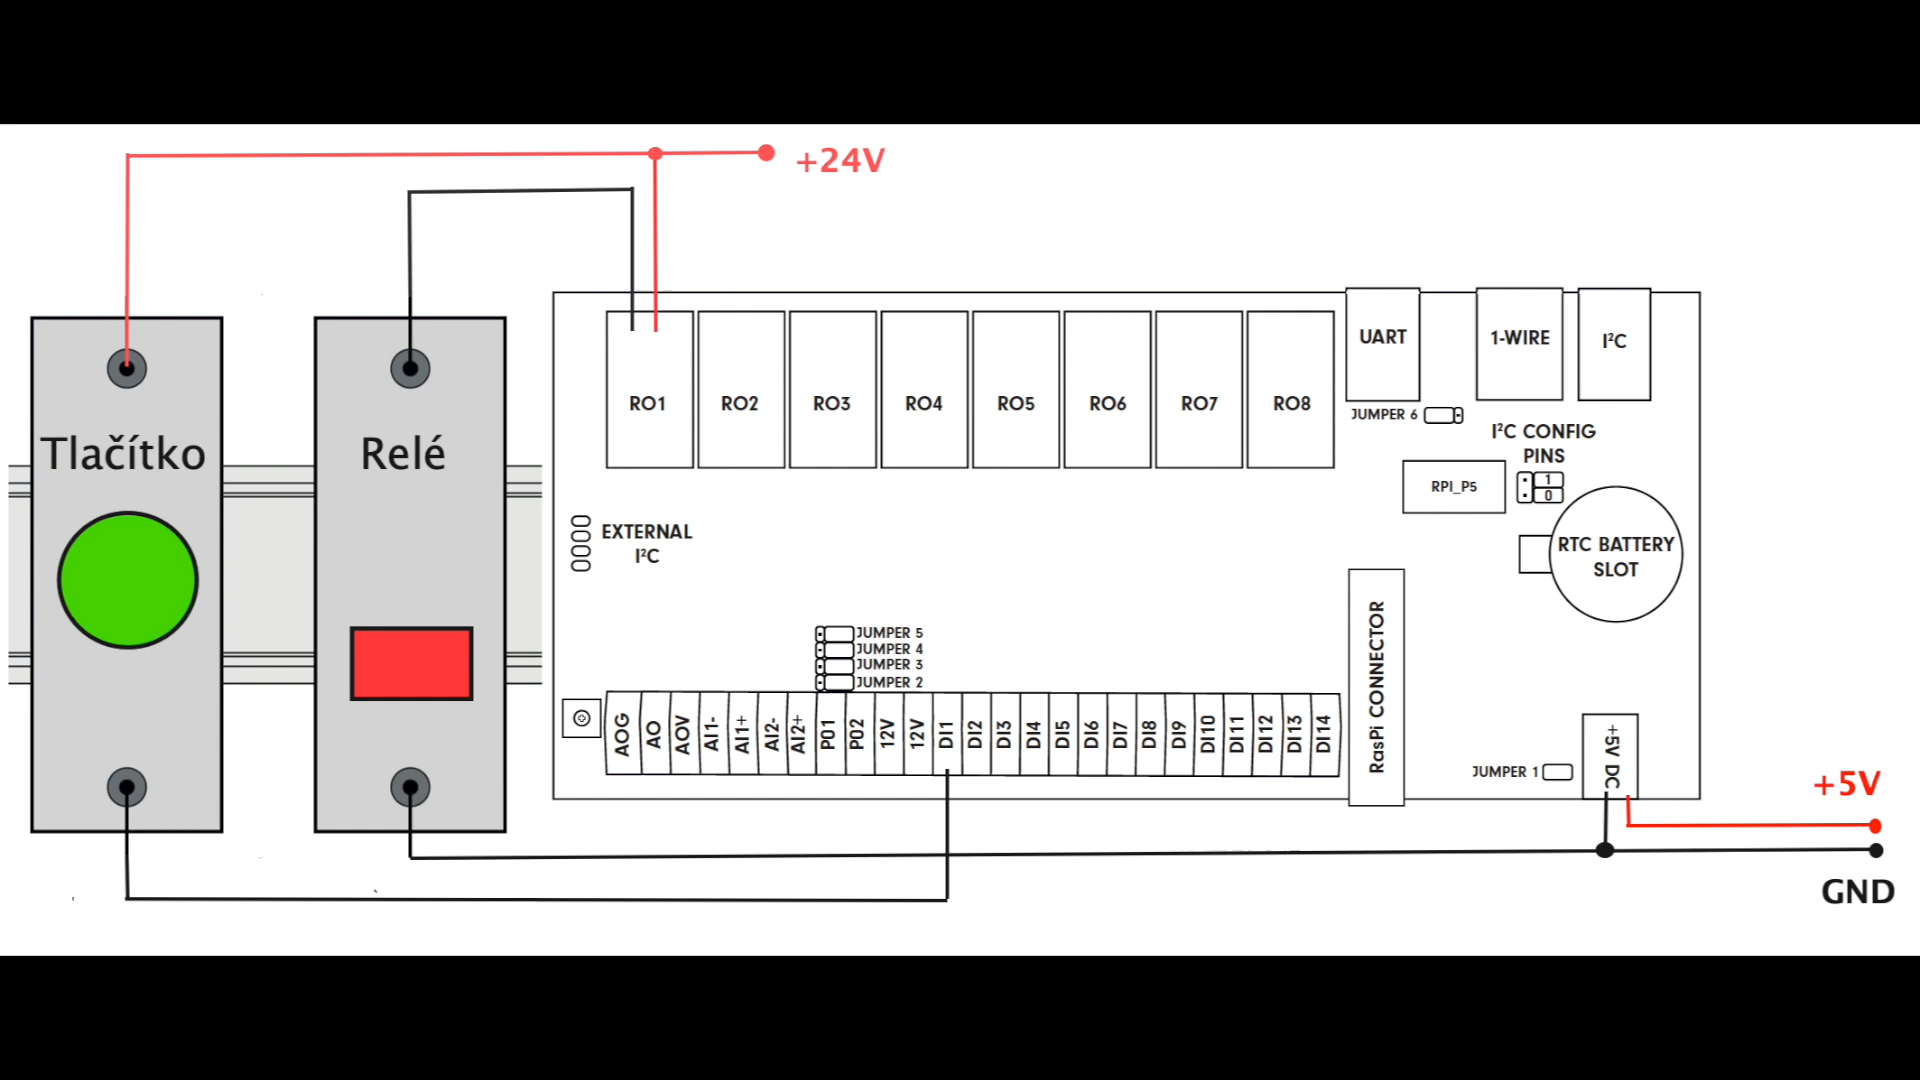 +24V
Tlačítko
Relé
RO1
RO2
RO3
RO4
RO5
RO6
RO7
RO8
UART
1-WIRE
I²C
JUMPER 6
I²C CONFIG
PINS
RPI_P5
1
0
RTC BATTERY
SLOT
EXTERNAL
I²C
JUMPER 5
JUMPER 4
JUMPER 3
JUMPER 2
AOG
AO
AOV
AI1-
AI1+
AI2-
AI2+
P01
P02
12V
12V
DI1
DI2
DI3
DI4
DI5
DI6
DI7
DI8
DI9
DI10
DI11
DI12
DI13
DI14
RasPi CONNECTOR
JUMPER 1
+5V DC
+5V
GND